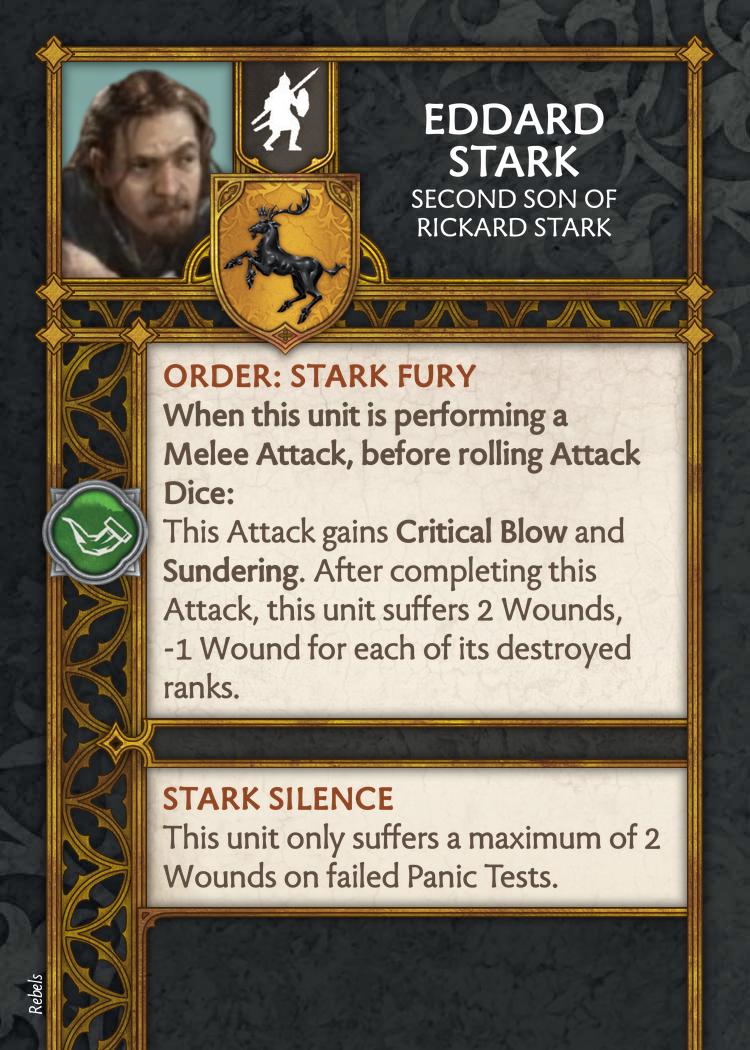 EDDARD
STARK
SECOND SON OF
RICKARD STARK
ORDER: STARK FURY
When this unit is performing a
Melee Attack, before rolling Attack
Dice:
This Attack gains Critical Blow and
Sundering. After completing this
Attack, this unit suffers 2 Wounds,
-1 Wound for each of its destroyed
ranks.
STARK SILENCE
This unit only suffers a maximum of 2
Wounds on failed Panic Tests.
Rebels